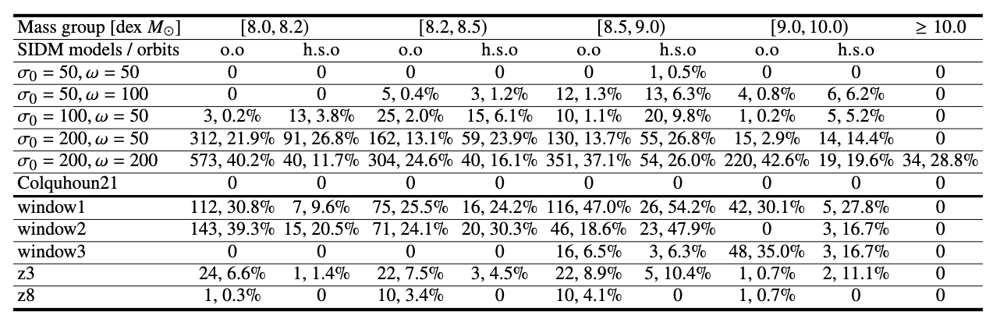 Mass group [dex M⊙] [8.0, 8.2) [8.2, 8.5) [8.5, 9.0) [9.0, 10.0) ≥ 10.0
SIDM models / orbits o.o h.s.o o.o h.s.o o.o h.s.o o.o h.s.o
σ0 = 50, ω = 50 0 0 0 0 0 1, 0.5% 0 0 0
σ0 = 50, ω = 100 0 0 5, 0.4% 3, 1.2% 12, 1.3% 13, 6.3% 4, 0.8% 6, 6.2% 0
σ0 = 100, ω = 50 3, 0.2% 13, 3.8% 25, 2.0% 15, 6.1% 10, 1.1% 20, 9.8% 1, 0.2% 5, 5.2% 0
σ0 = 200, ω = 50 312, 21.9% 91, 26.8% 162, 13.1% 59, 23.9% 130, 13.7% 55, 26.8% 15, 2.9% 14, 14.4% 0
σ0 = 200, ω = 200 573, 40.2% 40, 11.7% 304, 24.6% 40, 16.1% 351, 37.1% 54, 26.0% 220, 42.6% 19, 19.6% 34, 28.8%
Colquhoun21 0 0 0 0 0 0 0 0 0
window1 112, 30.8% 7, 9.6% 75, 25.5% 16, 24.2% 116, 47.0% 26, 54.2% 42, 30.1% 5, 27.8% 0
window2 143, 39.3% 15, 20.5% 71, 24.1% 20, 30.3% 46, 18.6% 23, 47.9% 0 3, 16.7% 0
window3 0 0 0 0 16, 6.5% 3, 6.3% 48, 35.0% 3, 16.7% 0
z3 24, 6.6% 1, 1.4% 22, 7.5% 3, 4.5% 22, 8.9% 5, 10.4% 1, 0.7% 2, 11.1% 0
z8 1, 0.3% 0 10, 3.4% 0 10, 4.1% 0 1, 0.7% 0 0